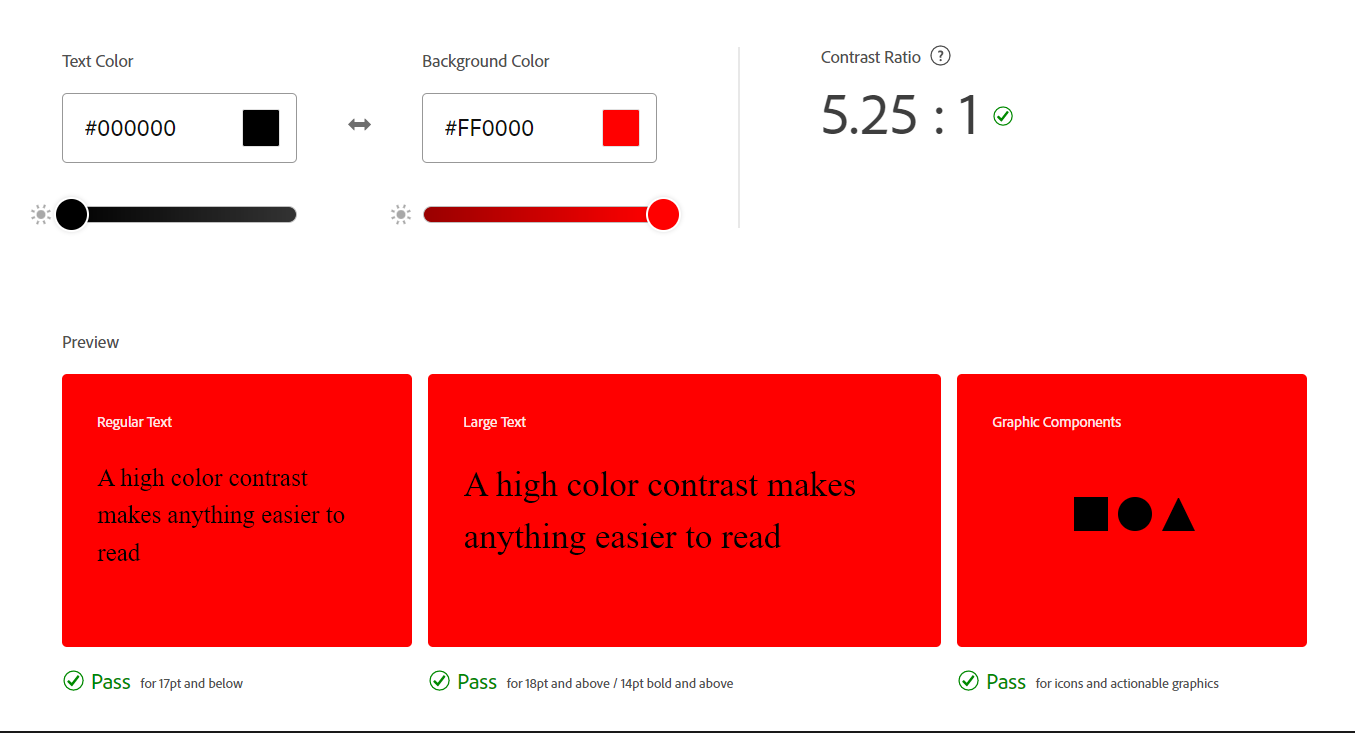 Text Color
Background Color
Contrast Ratio ?
#000000
#FF0000
5.25 : 1
Preview
Regular Text
A high color contrast
makes anything easier to
read
Large Text
A high color contrast makes
anything easier to read
Graphic Components
Pass for 17pt and below
Pass for 18pt and above / 14pt bold and above
Pass for icons and actionable graphics